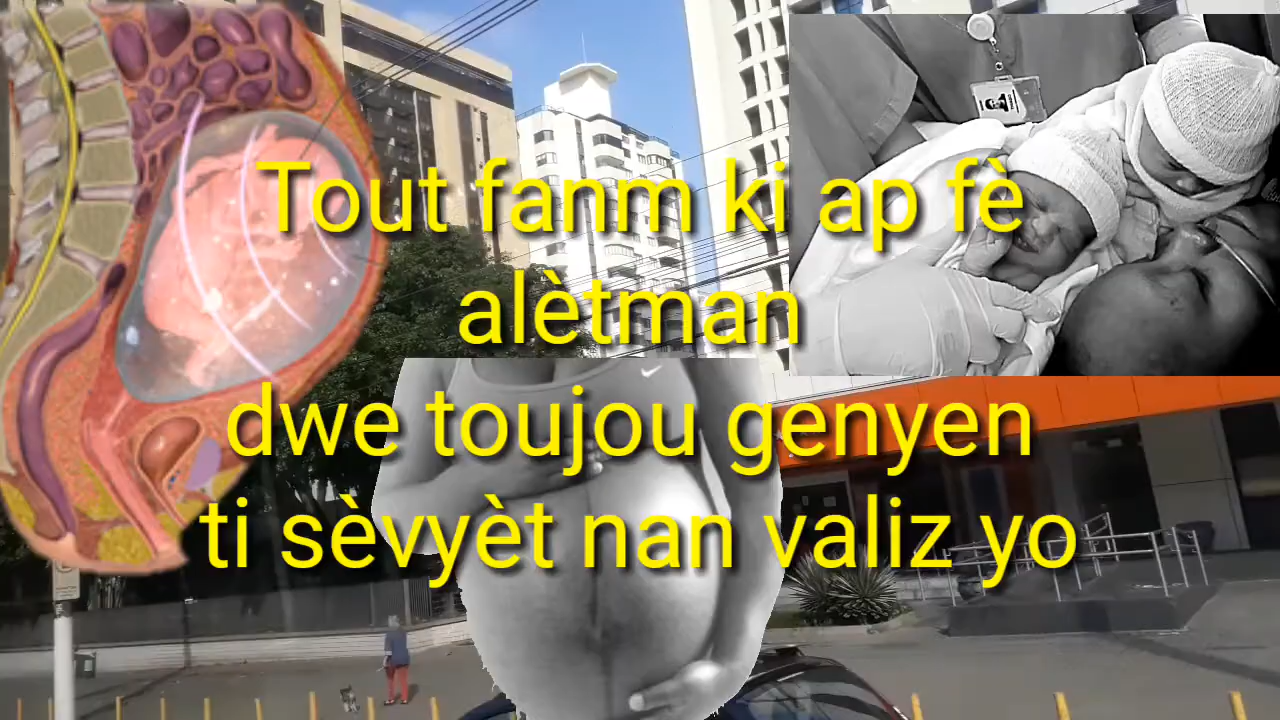 Tout fanm ki ap fè
alètman
dwe toujou genyen
ti sèvyèt nan valiz yo